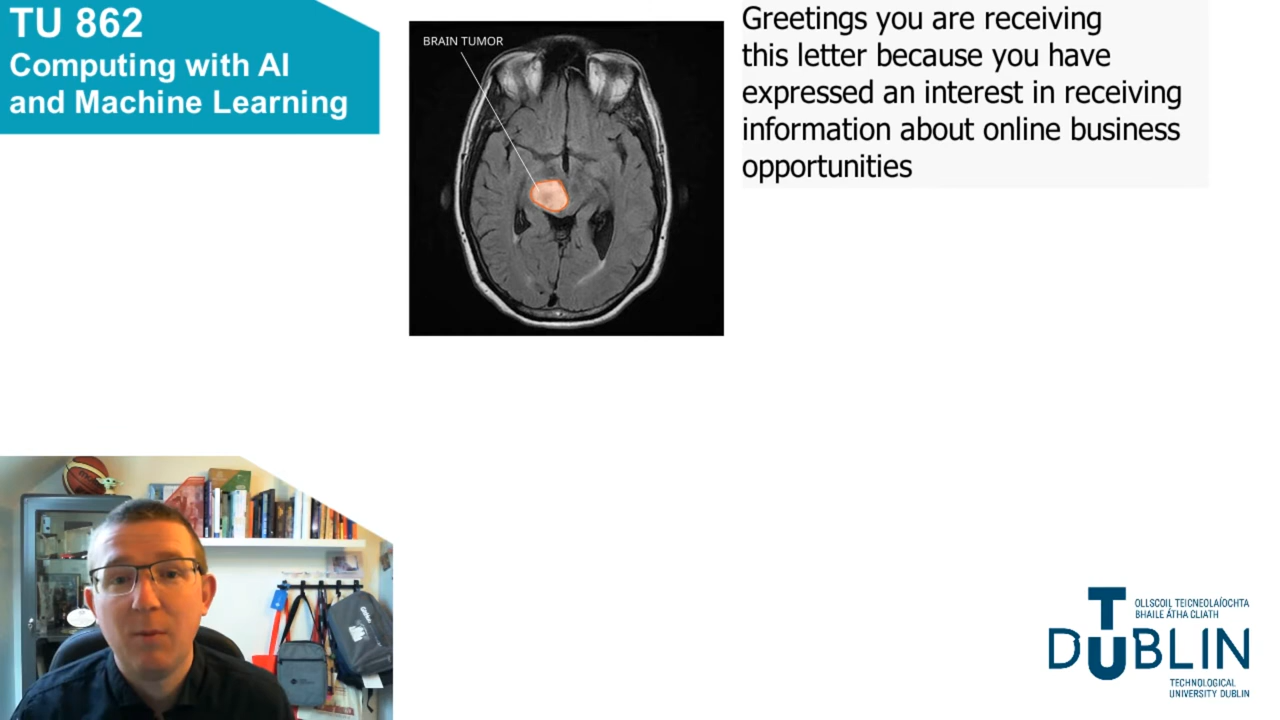 TU 862
Computing with AI
and Machine Learning
BRAIN TUMOR
Greetings you are receiving
this letter because you have
expressed an interest in receiving
information about online business
opportunities
OLLSCOIL TEICNEOLAÍOCHTA
BHAILE ÁTHA CLIATH
TU DUBLIN
TECHNOLOGICAL
UNIVERSITY DUBLIN